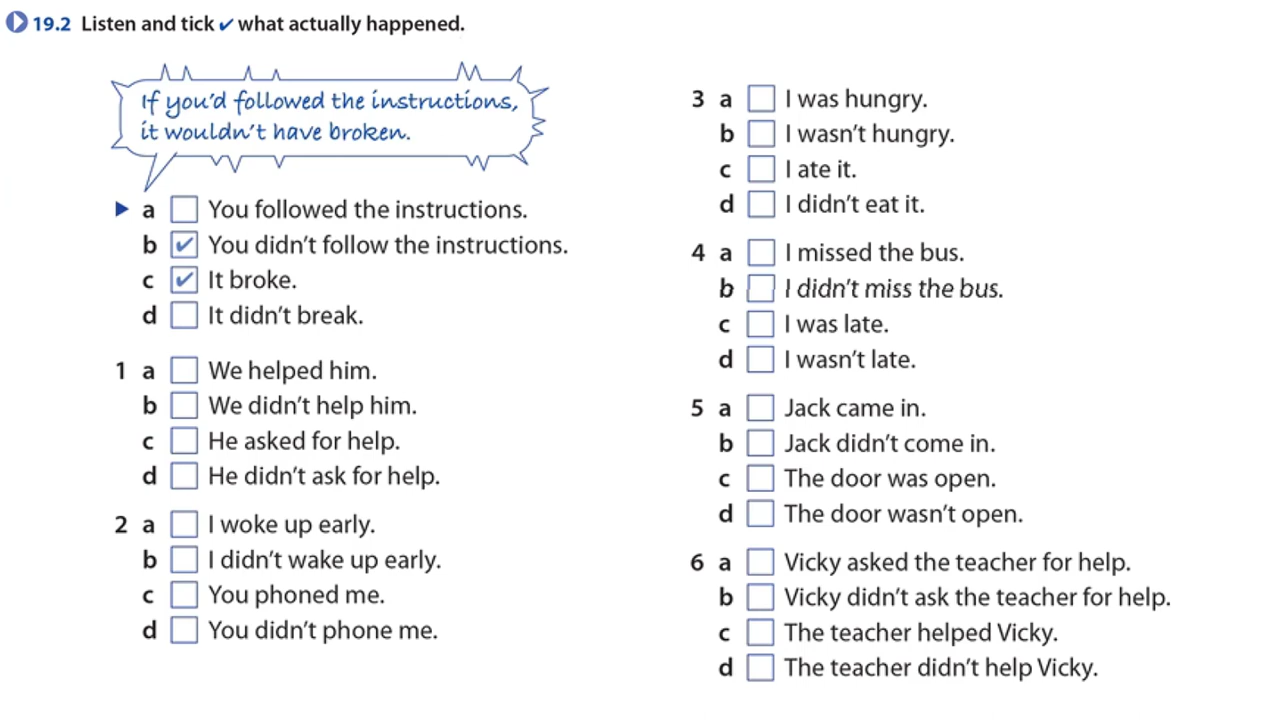 19.2 Listen and tick ✔ what actually happened.
If you'd followed the instructions,
it wouldn't have broken.
▶ a You followed the instructions.
b ✔ You didn't follow the instructions.
c ✔ It broke.
d It didn't break.
1 a We helped him.
b We didn't help him.
c He asked for help.
d He didn't ask for help.
2 a I woke up early.
b I didn't wake up early.
c You phoned me.
d You didn't phone me.
3 a I was hungry.
b I wasn't hungry.
c I ate it.
d I didn't eat it.
4 a I missed the bus.
b I didn't miss the bus.
c I was late.
d I wasn't late.
5 a Jack came in.
b Jack didn't come in.
c The door was open.
d The door wasn't open.
6 a Vicky asked the teacher for help.
b Vicky didn't ask the teacher for help.
c The teacher helped Vicky.
d The teacher didn't help Vicky.